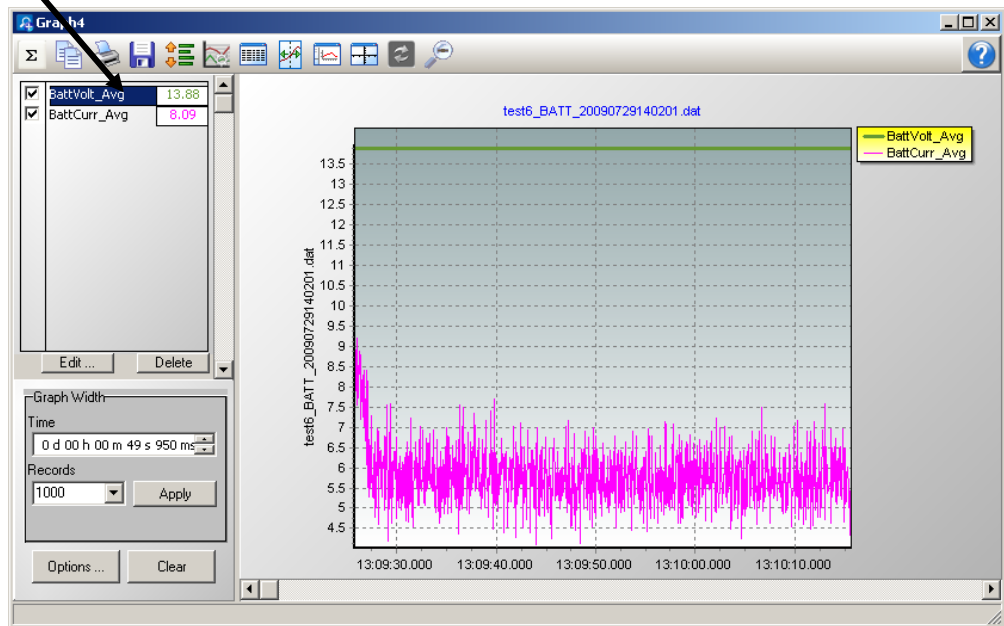 Graph4
Σ
?
BattVolt_Avg 13.88
BattCurr_Avg 8.09
Edit ...
Delete
Graph Width
Time
0 d 00 h 00 m 49 s 950 ms
Records
1000
Apply
Options ...
Clear
test6_BATT_20090729140201.dat
BattVolt_Avg
BattCurr_Avg
test6_BATT_20090729140201.dat
13.5
13
12.5
12
11.5
11
10.5
10
9.5
9
8.5
8
7.5
7
6.5
6
5.5
5
4.5
13:09:30.000 13:09:40.000 13:09:50.000 13:10:00.000 13:10:10.000